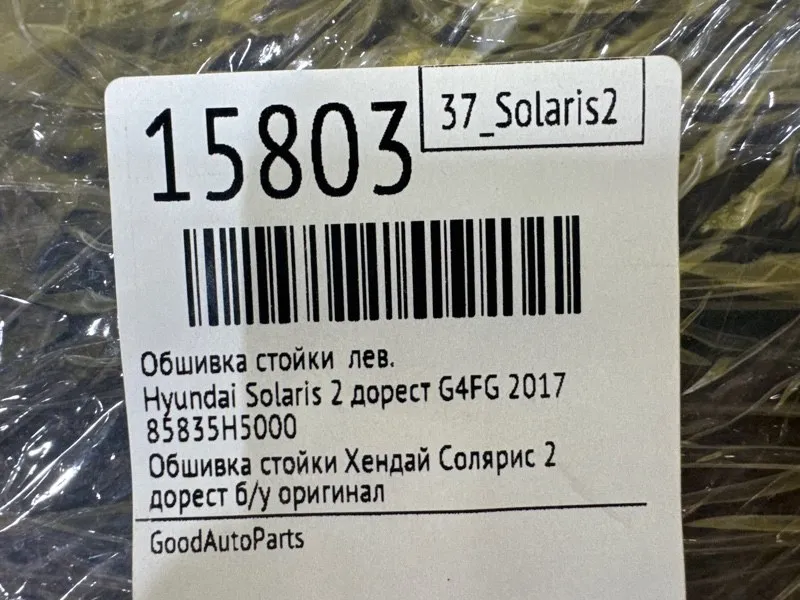 15803
37_Solaris2
Обшивка стойки лев.
Hyundai Solaris 2 дорест G4FG 2017
85835H5000
Обшивка стойки Хендай Солярис 2
дорест б/у оригинал
GoodAutoParts